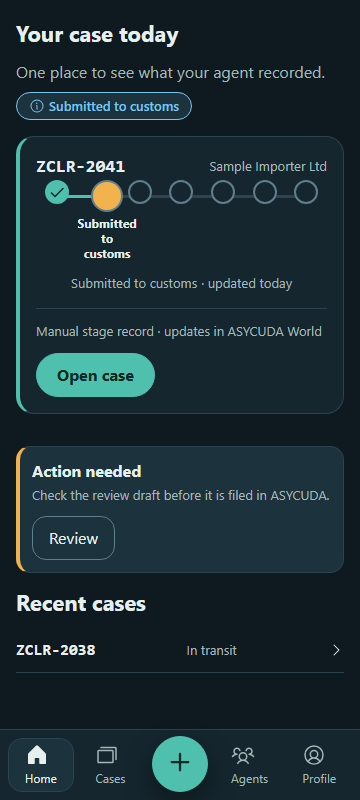 Your case today
One place to see what your agent recorded.
Submitted to customs
ZCLR-2041
Sample Importer Ltd
Submitted
to
customs
Submitted to customs · updated today
Manual stage record · updates in ASYCUDA World
Open case
Action needed
Check the review draft before it is filed in ASYCUDA.
Review
Recent cases
ZCLR-2038
In transit
Home
Cases
Agents
Profile